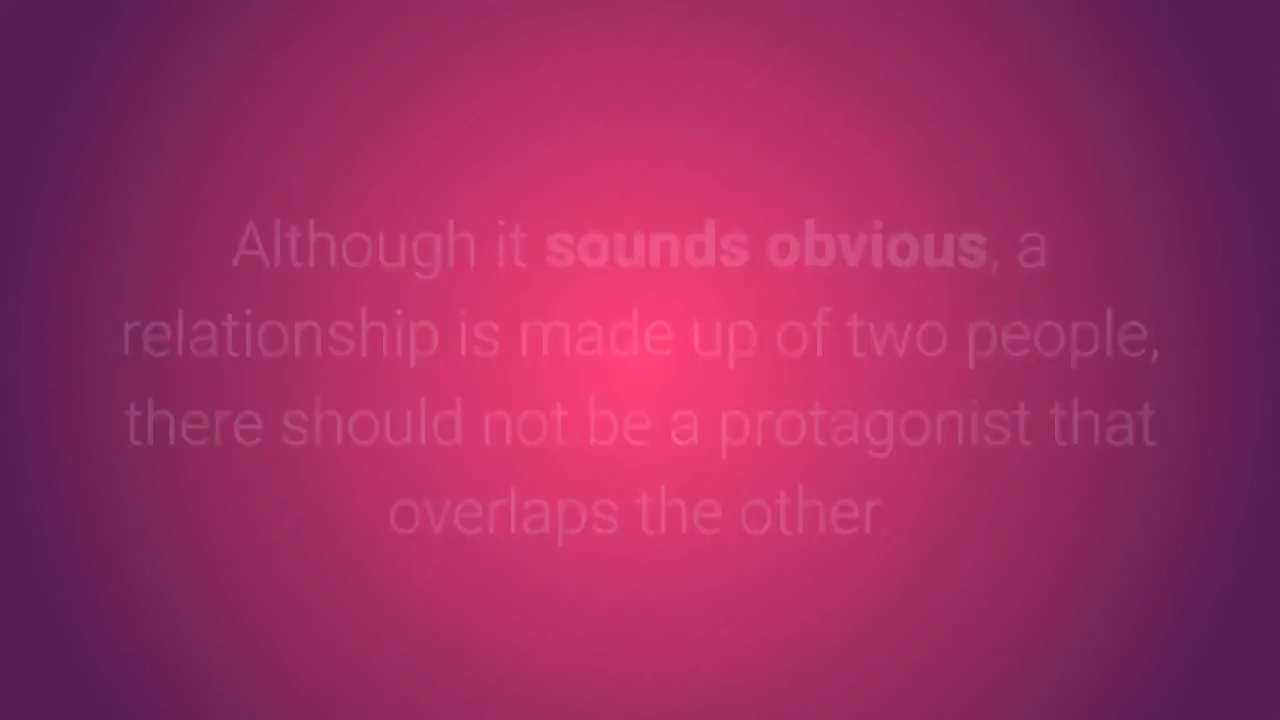 Although it sounds obvious, a
relationship is made up of two people,
there should not be a protagonist that
overlaps the other.